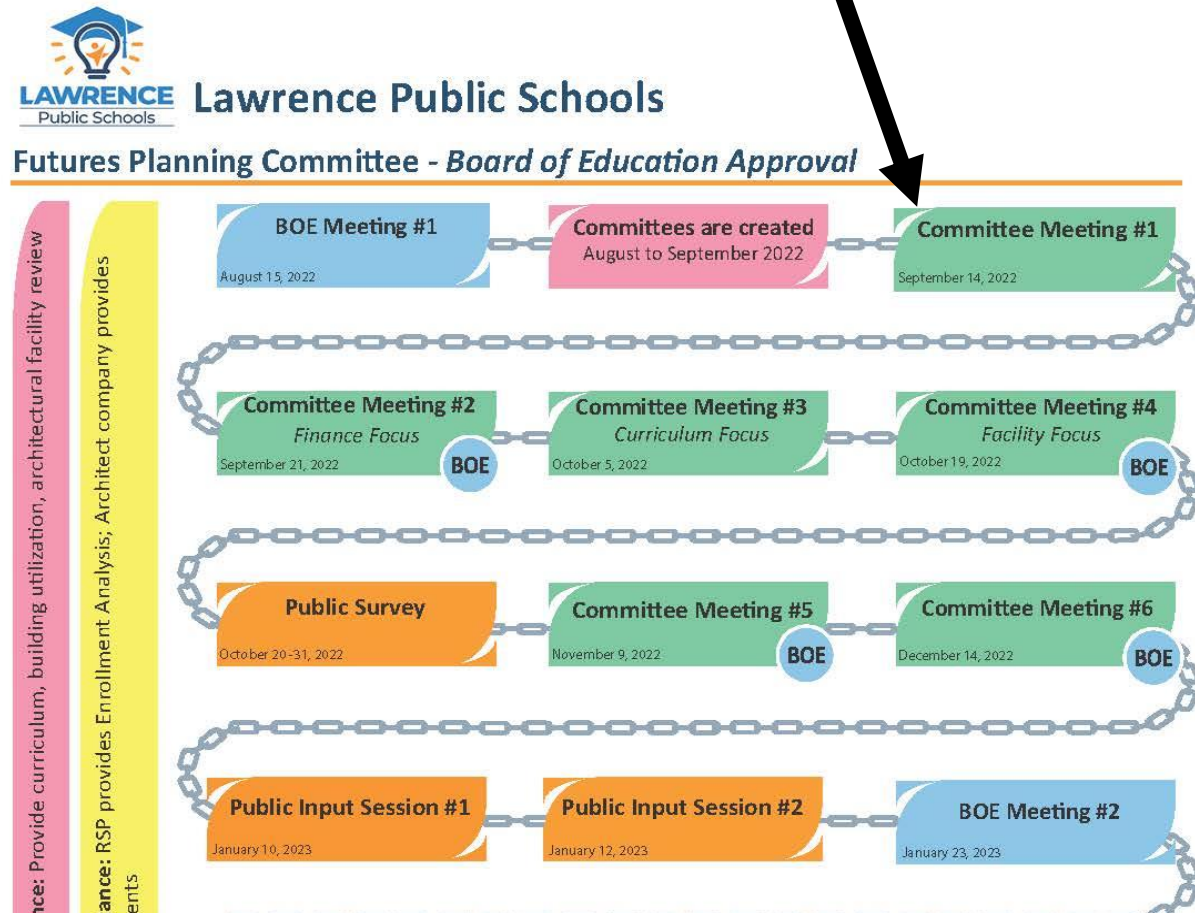 LAWRENCE
Public Schools
Lawrence Public Schools
Futures Planning Committee - Board of Education Approval
nce: Provide curriculum, building utilization, architectural facility review
ance: RSP provides Enrollment Analysis; Architect company provides
ents
BOE Meeting #1
August 15, 2022
Committees are created
August to September 2022
Committee Meeting #1
September 14, 2022
Committee Meeting #2
Finance Focus
September 21, 2022
BOE
Committee Meeting #3
Curriculum Focus
October 5, 2022
Committee Meeting #4
Facility Focus
October 19, 2022
BOE
Public Survey
October 20-31, 2022
Committee Meeting #5
November 9, 2022
BOE
Committee Meeting #6
December 14, 2022
BOE
Public Input Session #1
January 10, 2023
Public Input Session #2
January 12, 2023
BOE Meeting #2
January 23, 2023